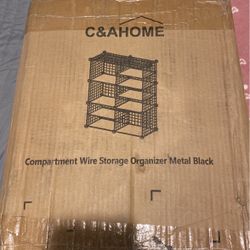 C&AHOME
Compartment Wire Storage Organizer Metal Black